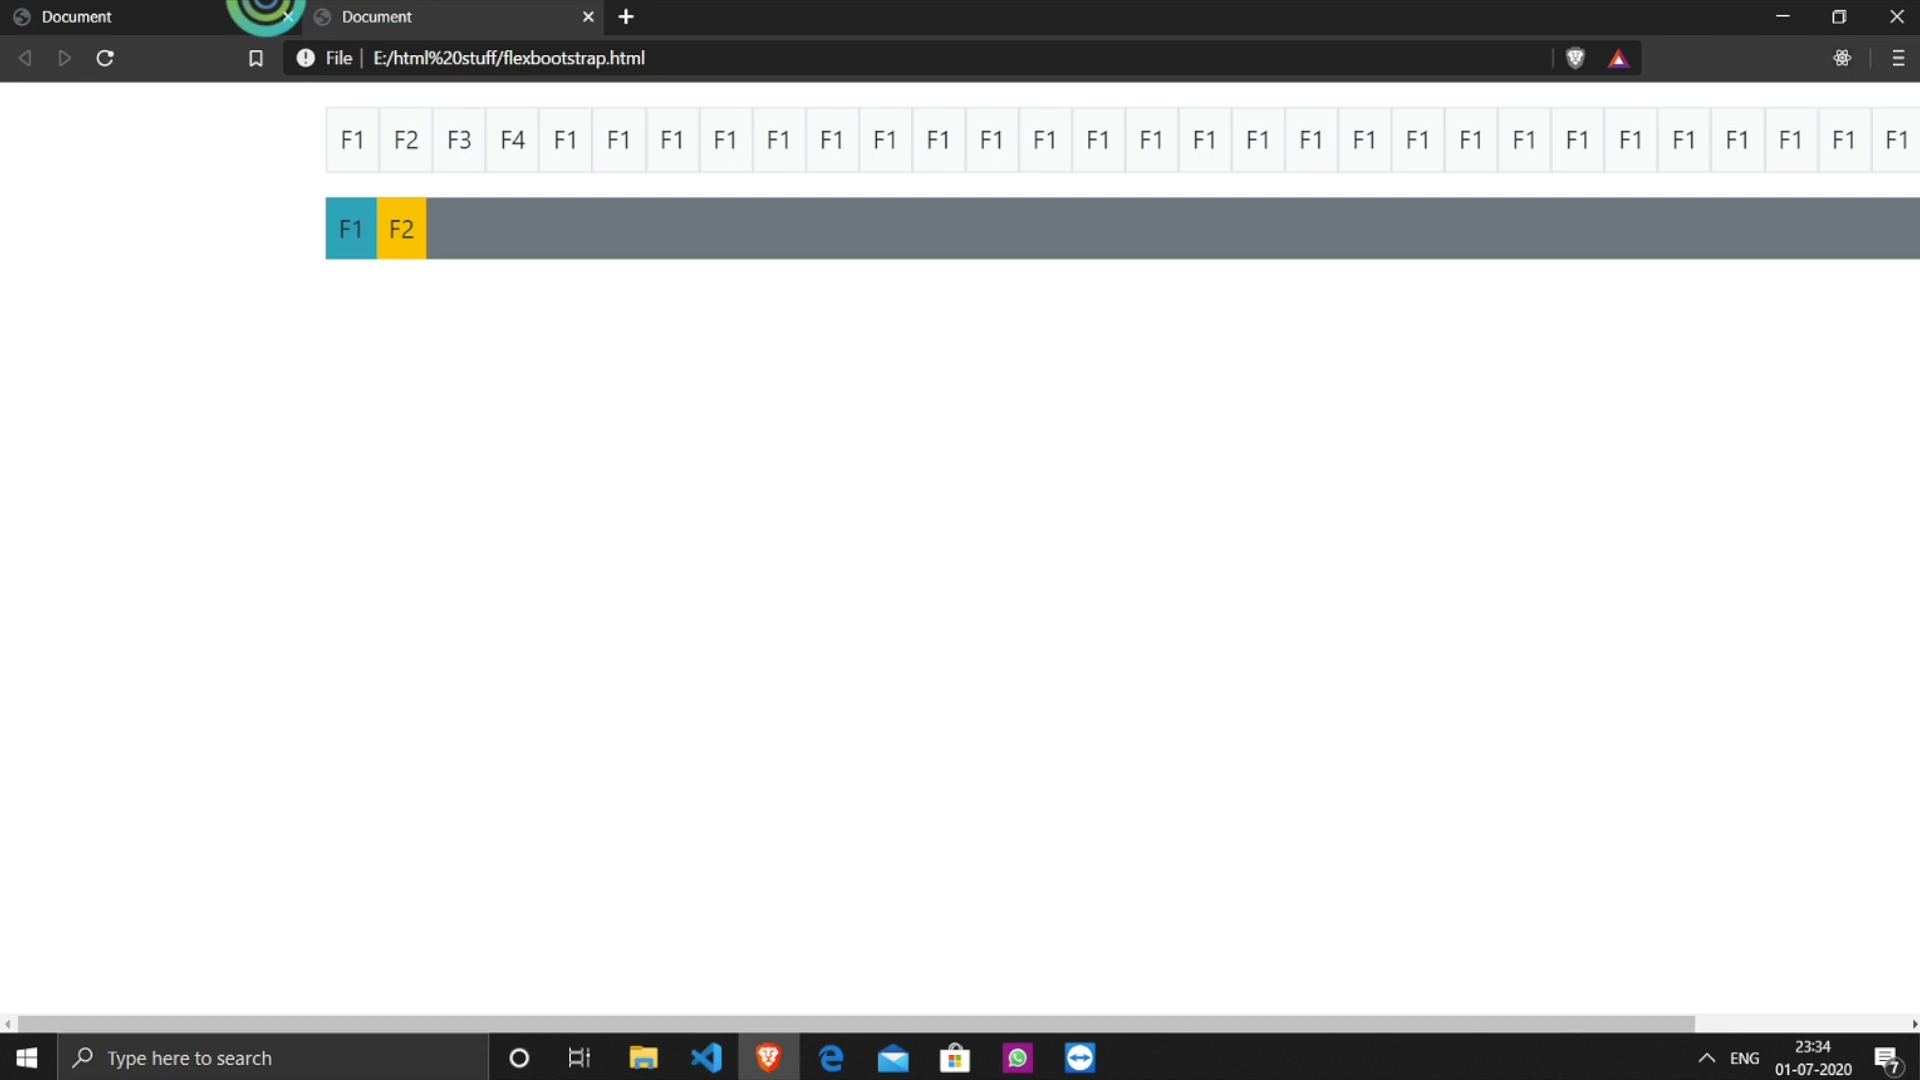 Document Document
File E:/html%20stuff/flexbootstrap.html
F1 F2 F3 F4 F1 F1 F1 F1 F1 F1 F1 F1 F1 F1 F1 F1 F1 F1 F1 F1 F1 F1 F1 F1 F1 F1 F1 F1 F1 F1
F1 F2
Type here to search
ENG
23:34
01-07-2020
7